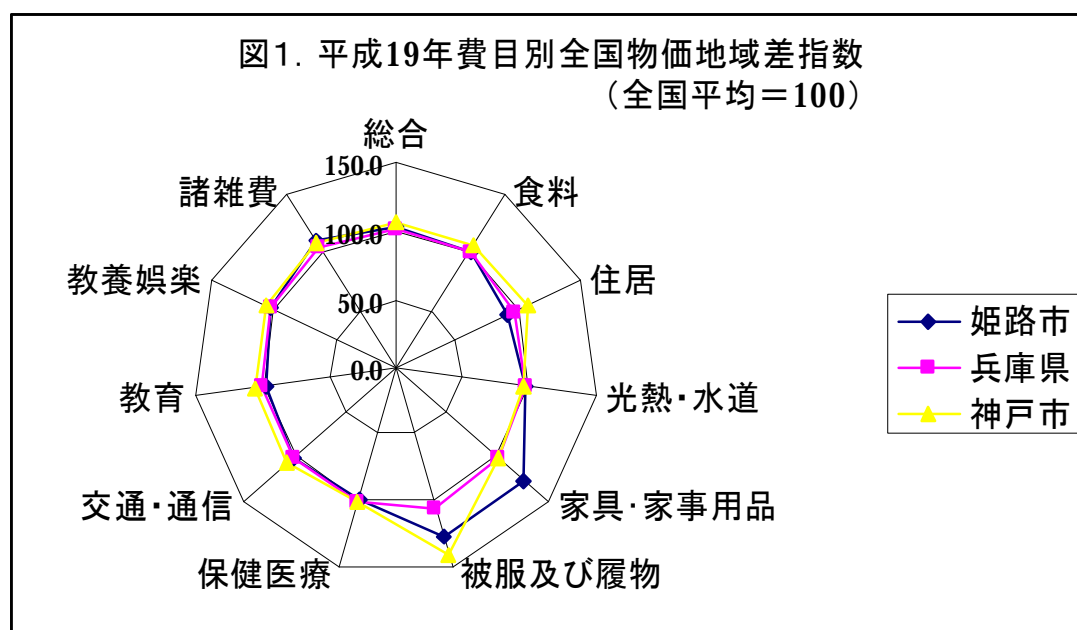 図1. 平成19年費目別全国物価地域差指数
(全国平均=100)
総合
食料
住居
光熱・水道
家具・家事用品
被服及び履物
保健医療
交通・通信
教育
教養娯楽
諸雑費
150.0
100.0
50.0
0.0
姫路市
兵庫県
神戸市